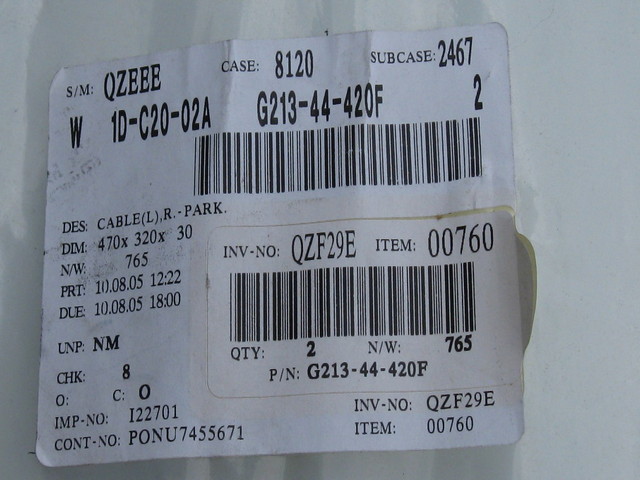 S/M: QZEBE CASE: 8120 SUBCASE: 2467
W 1D-C20-02A G213-44-420F 2
DES: CABLE(L),R.-PARK.
DIM: 470x 320x 30
N/W: 765
PRT: 10.08.05 12:22
DUE: 10.08.05 18:00
UNP: NM
CHK: 8
O: C: O
IMP-NO: I22701
CONT-NO: PONU7455671
INV-NO: QZF29E ITEM: 00760
QTY: 2 N/W: 765
P/N: G213-44-420F
INV-NO: QZF29E
ITEM: 00760